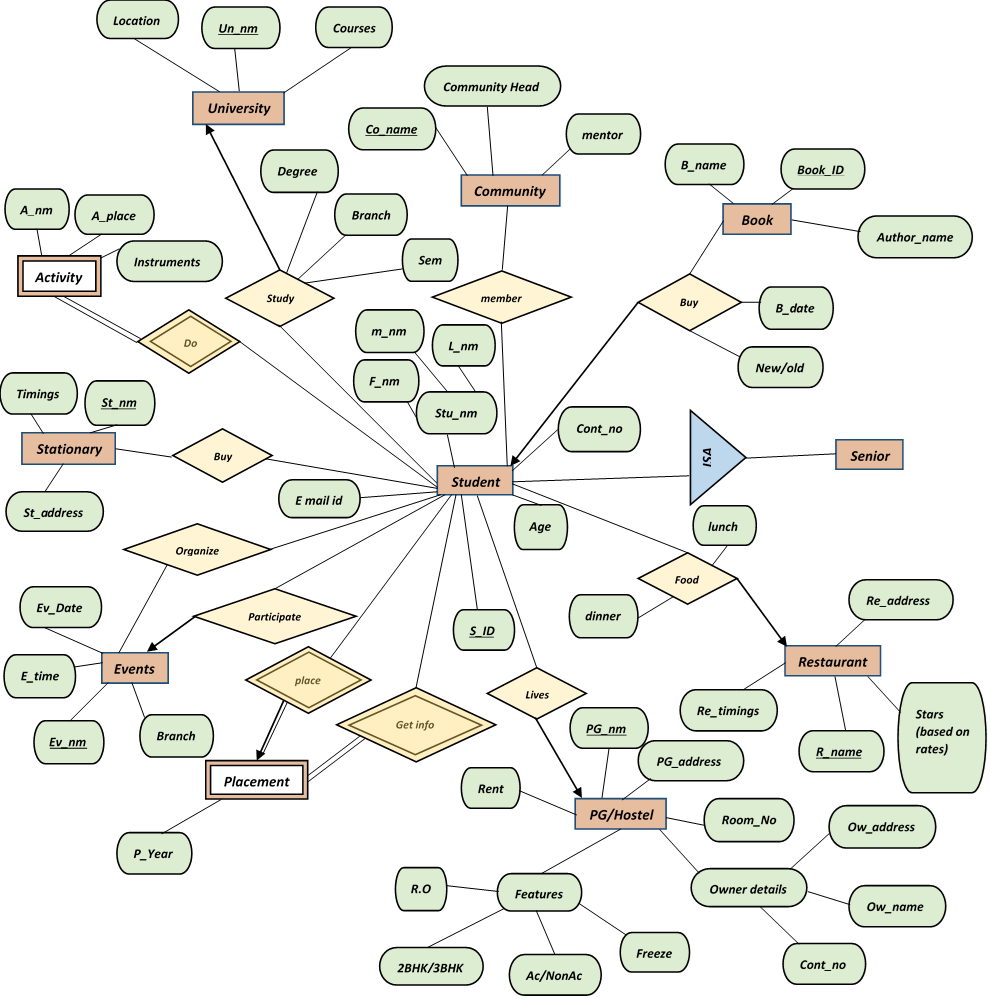 Location
Un_nm
Courses
University
Community Head
Co_name
mentor
Community
B_name
Book_ID
Book
Author_name
Degree
Branch
Sem
A_nm
A_place
Instruments
Activity
Study
member
Buy
B_date
New/old
Do
m_nm
L_nm
F_nm
Stu_nm
Timings
St_nm
Stationary
St_address
Buy
Cont_no
ISA
Senior
Student
E mail id
Age
lunch
Organize
Food
dinner
Re_address
Ev_Date
Participate
S_ID
Events
E_time
Restaurant
place
Get info
Lives
Re_timings
Stars
(based on
rates)
R_name
Ev_nm
Branch
PG_nm
PG_address
Placement
Rent
PG/Hostel
Room_No
Ow_address
P_Year
R.O
Features
Owner details
Ow_name
2BHK/3BHK
Ac/NonAc
Freeze
Cont_no